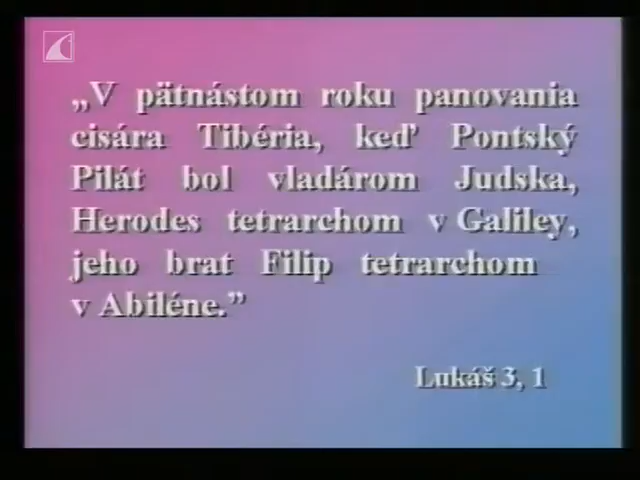 „V pätnástom roku panovania
cisára Tibéria, keď Pontský
Pilát bol vladárom Judska,
Herodes tetrarchom v Galiley,
jeho brat Filip tetrarchom
v Abiléne.”
Lukáš 3, 1